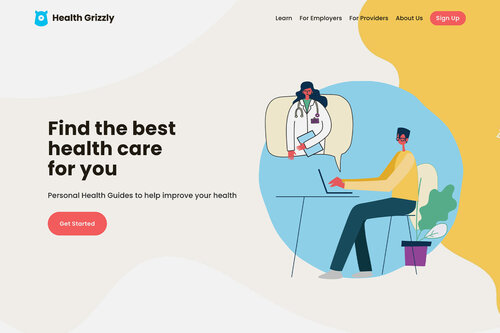 Health Grizzly
Learn For Employers For Providers About Us Sign Up
Find the best
health care
for you
Personal Health Guides to help improve your health
Get Started